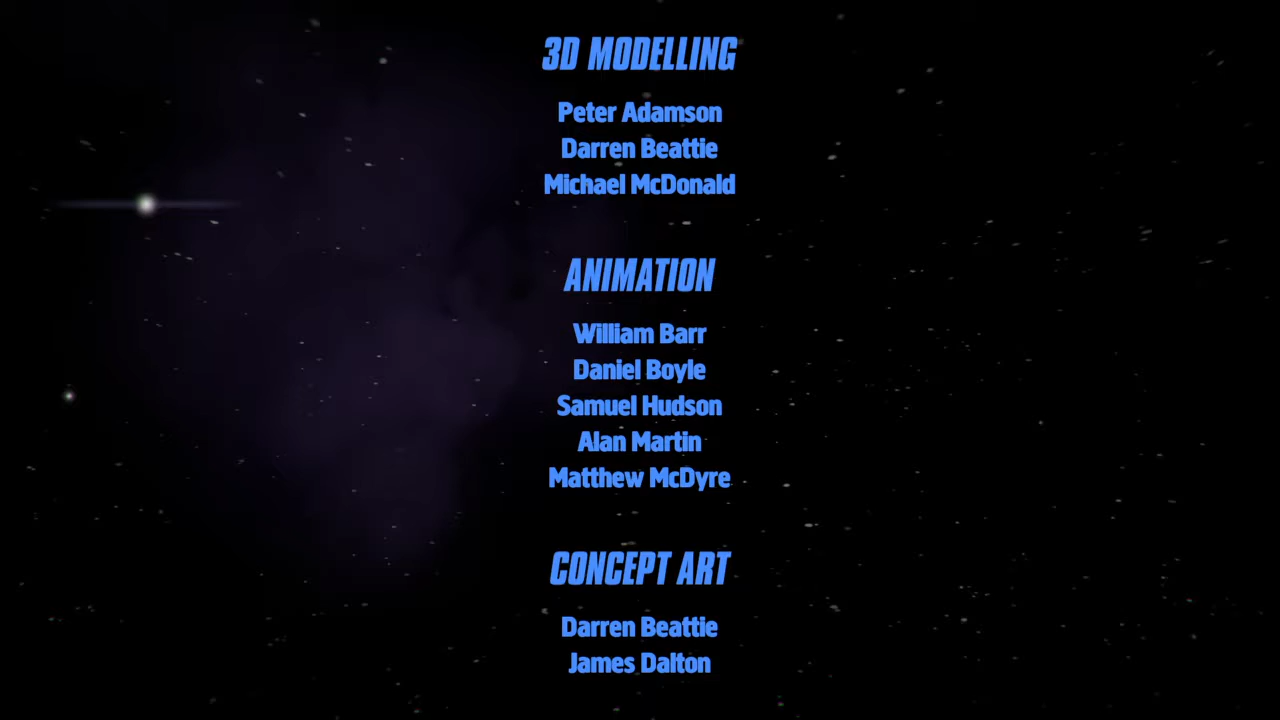 3D MODELLING
Peter Adamson
Darren Beattie
Michael McDonald
ANIMATION
William Barr
Daniel Boyle
Samuel Hudson
Alan Martin
Matthew McDyre
CONCEPT ART
Darren Beattie
James Dalton